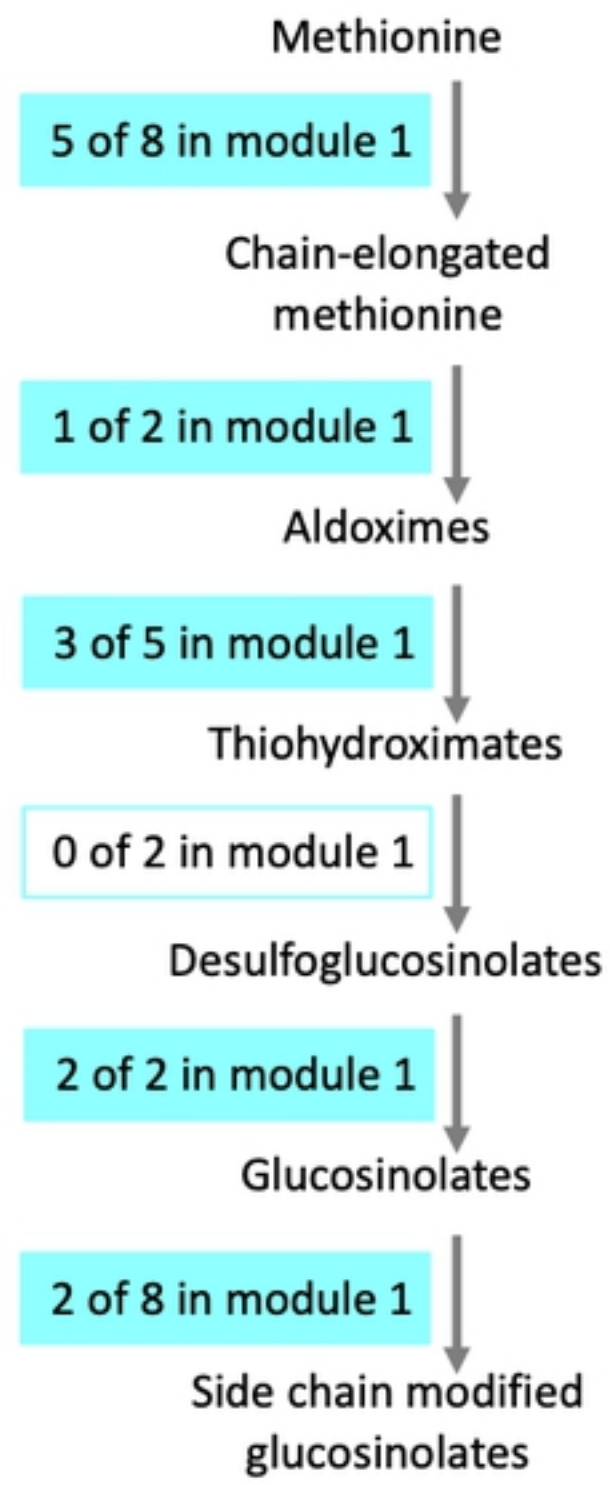 Methionine
5 of 8 in module 1
Chain-elongated
methionine
1 of 2 in module 1
Aldoximes
3 of 5 in module 1
Thiohydroximates
0 of 2 in module 1
Desulfoglucosinolates
2 of 2 in module 1
Glucosinolates
2 of 8 in module 1
Side chain modified
glucosinolates